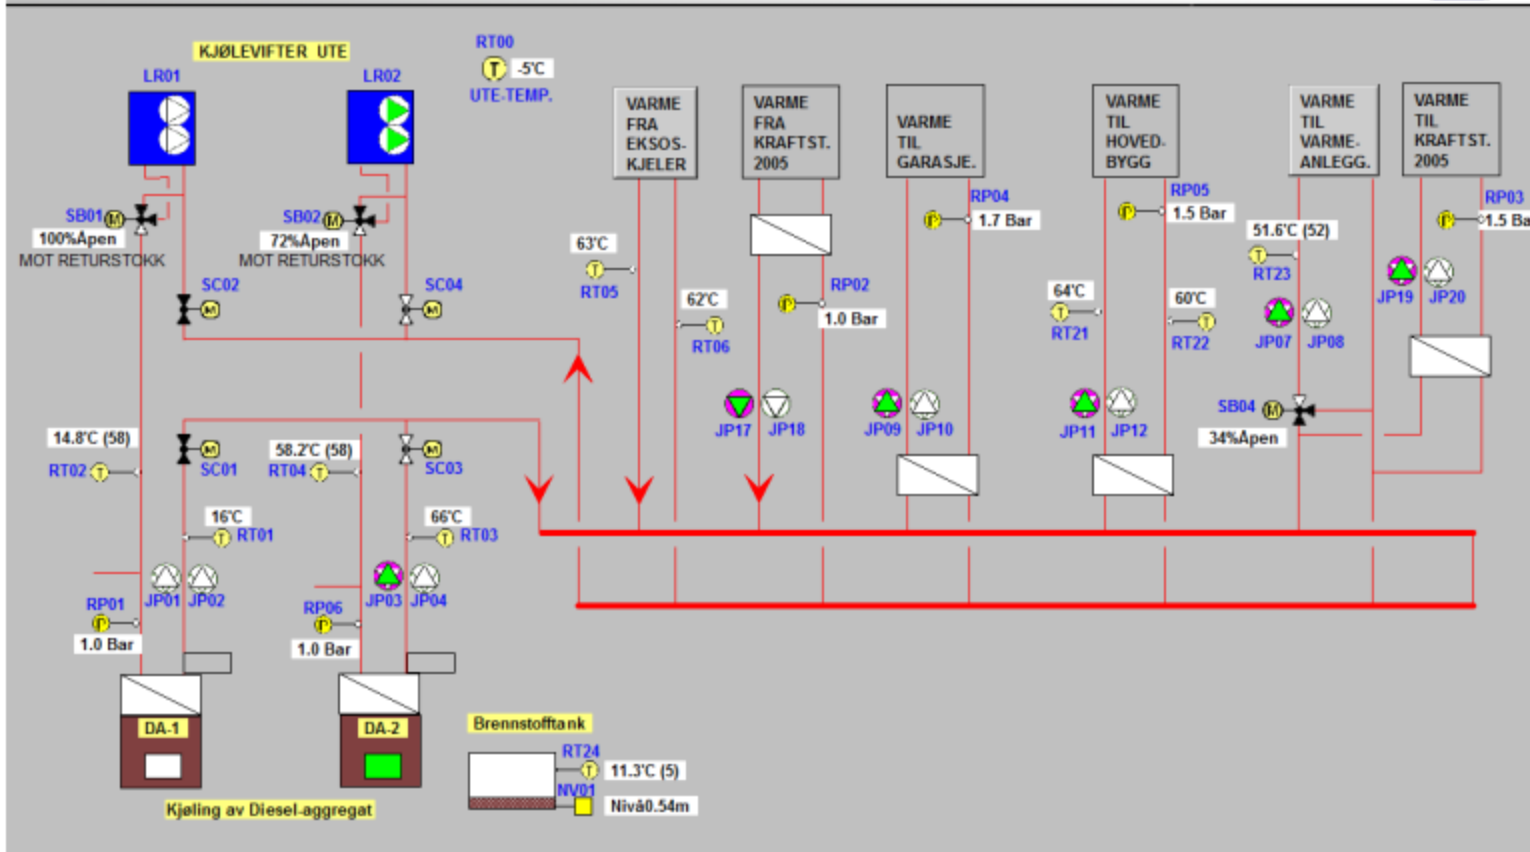 KJØLEVIFTER UTE
RT00
-5'C
UTE-TEMP.
LR01
LR02
VARME
FRA
EKSOS-
KJELER
VARME
FRA
KRAFTST.
2005
VARME
TIL
GARASJE.
VARME
TIL
HOVED-
BYGG
VARME
TIL
VARME-
ANLEGG.
VARME
TIL
KRAFTST.
2005
SB01
M
100%Åpen
MOT RETURSTOKK
SB02
M
72%Åpen
MOT RETURSTOKK
SC02
M
SC04
M
63'C
T
RT05
62'C
T
RT06
RP02
P
1.0 Bar
RP04
P
1.7 Bar
RP05
P
1.5 Bar
64'C
T
RT21
60'C
T
RT22
51.6'C (52)
T
RT23
RP03
P
1.5 Ba
JP19
JP20
JP07
JP08
JP17
JP18
JP09
JP10
JP11
JP12
SB04
M
34%Åpen
14.8'C (58)
RT02
T
SC01
M
58.2'C (58)
RT04
T
SC03
M
16'C
T
RT01
66'C
T
RT03
JP01
JP02
JP03
JP04
RP01
P
1.0 Bar
RP06
P
1.0 Bar
DA-1
DA-2
Kjøling av Diesel-aggregat
Brennstofftank
RT24
T
11.3'C (5)
NV01
Nivå0.54m